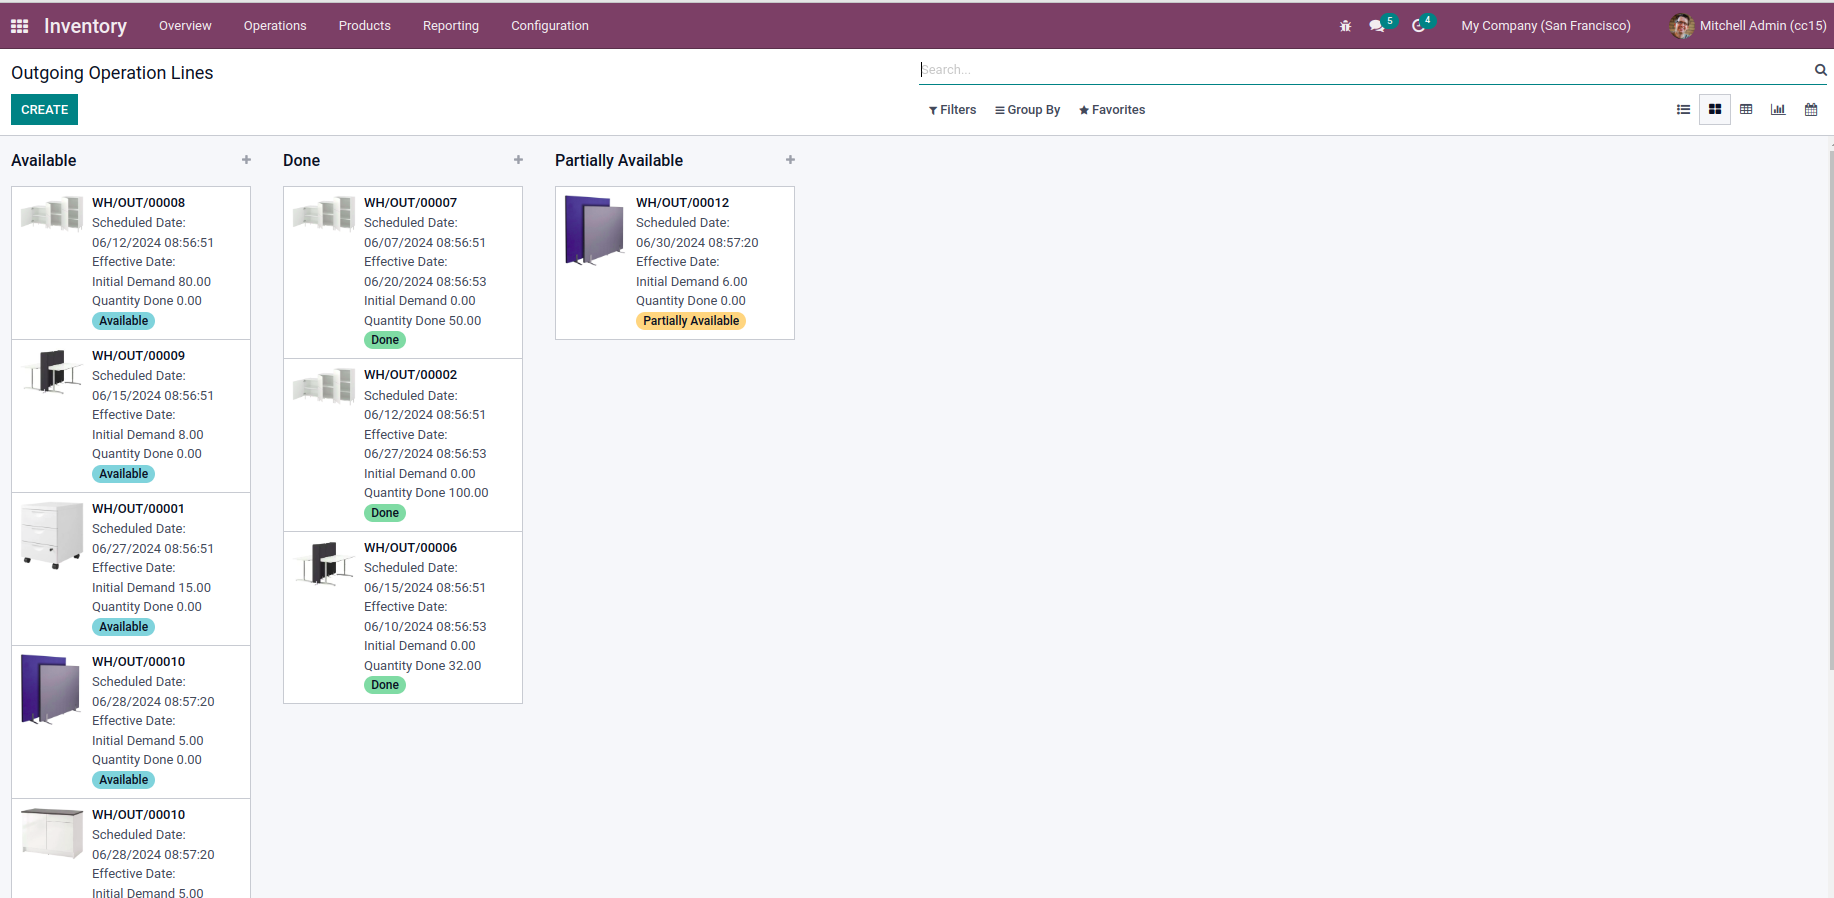 Inventory Overview Operations Products Reporting Configuration 5 4 My Company (San Francisco) Mitchell Admin (cc15)
Outgoing Operation Lines
Search...
CREATE
Filters Group By Favorites
Available
WH/OUT/00008
Scheduled Date:
06/12/2024 08:56:51
Effective Date:
Initial Demand 80.00
Quantity Done 0.00
Available
WH/OUT/00009
Scheduled Date:
06/15/2024 08:56:51
Effective Date:
Initial Demand 8.00
Quantity Done 0.00
Available
WH/OUT/00001
Scheduled Date:
06/27/2024 08:56:51
Effective Date:
Initial Demand 15.00
Quantity Done 0.00
Available
WH/OUT/00010
Scheduled Date:
06/28/2024 08:57:20
Effective Date:
Initial Demand 5.00
Quantity Done 0.00
Available
WH/OUT/00010
Scheduled Date:
06/28/2024 08:57:20
Effective Date:
Initial Demand 5.00
Done
WH/OUT/00007
Scheduled Date:
06/07/2024 08:56:51
Effective Date:
06/20/2024 08:56:53
Initial Demand 0.00
Quantity Done 50.00
Done
WH/OUT/00002
Scheduled Date:
06/12/2024 08:56:51
Effective Date:
06/27/2024 08:56:53
Initial Demand 0.00
Quantity Done 100.00
Done
WH/OUT/00006
Scheduled Date:
06/15/2024 08:56:51
Effective Date:
06/10/2024 08:56:53
Initial Demand 0.00
Quantity Done 32.00
Done
Partially Available
WH/OUT/00012
Scheduled Date:
06/30/2024 08:57:20
Effective Date:
Initial Demand 6.00
Quantity Done 0.00
Partially Available